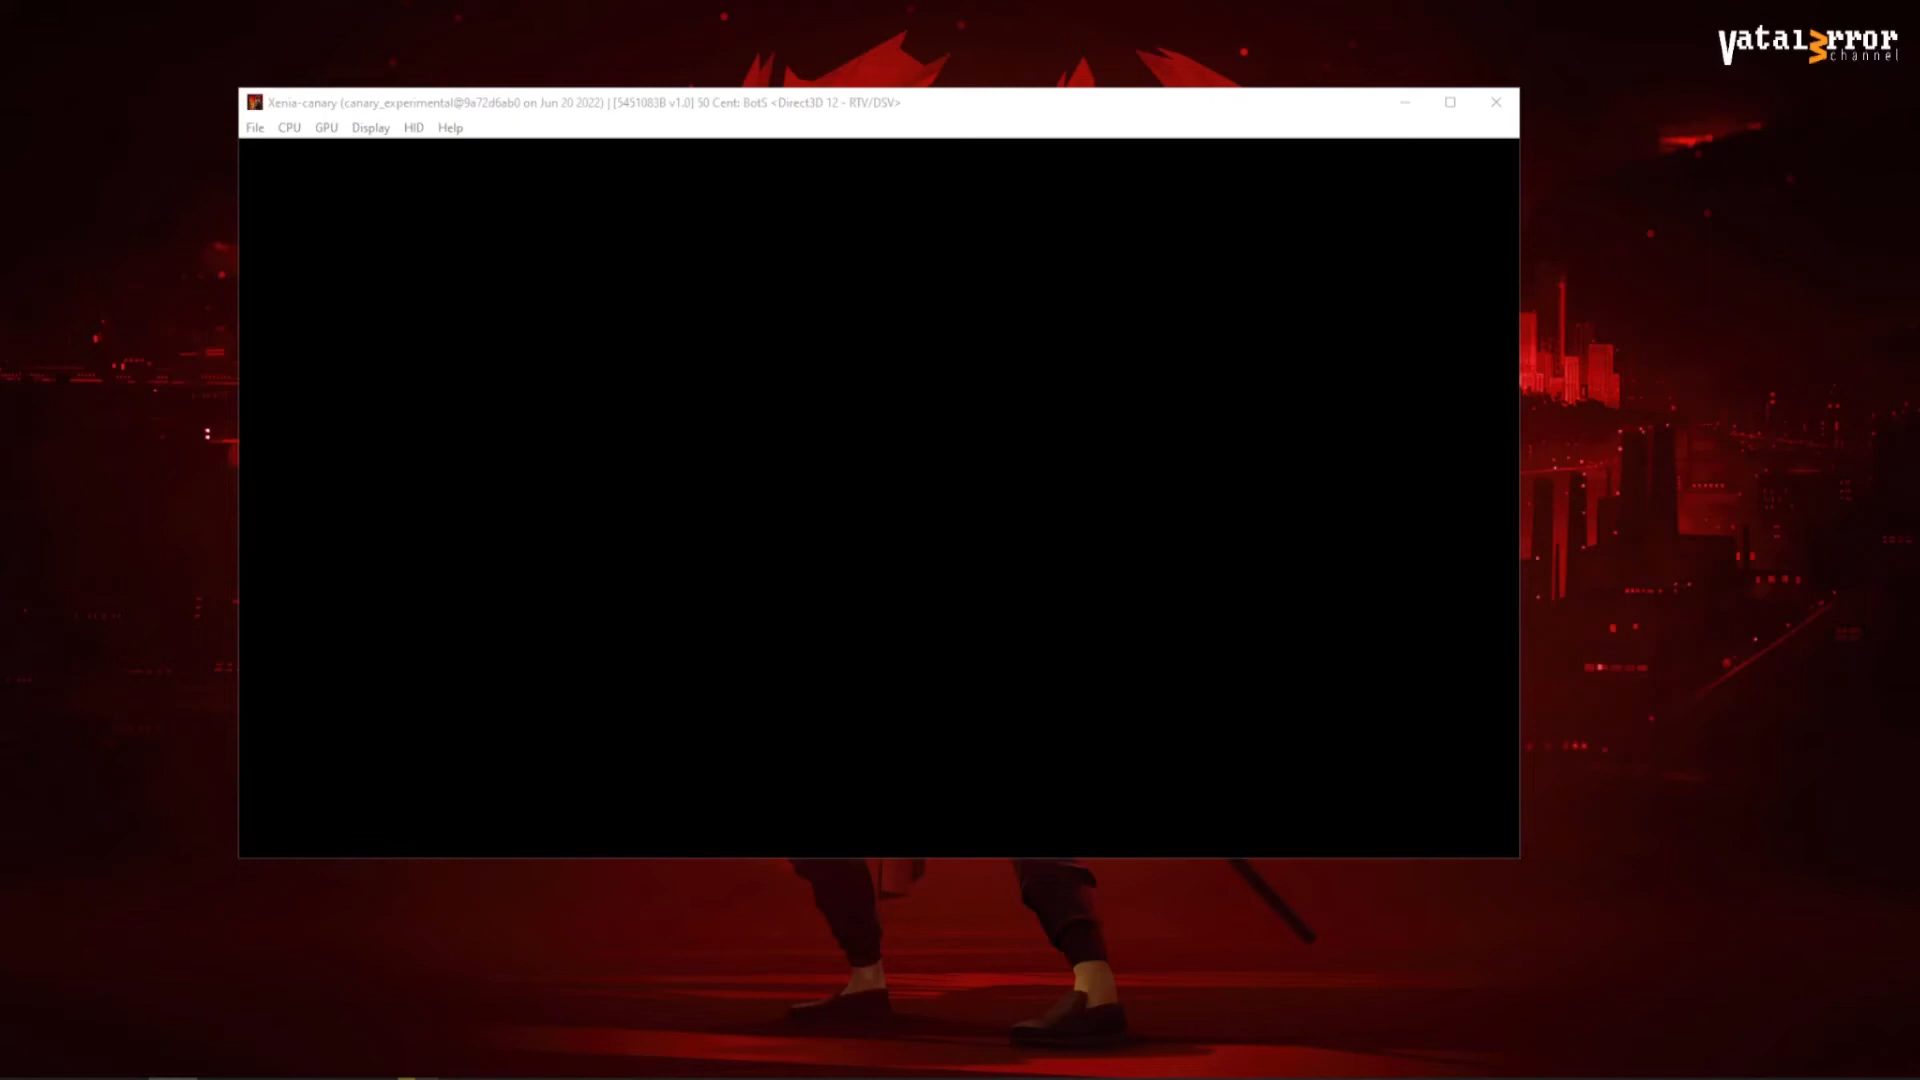 Vatal3rror
channel
Xenia-canary (canary_experimental@9a72d6ab0 on Jun 20 2022) | [5451083B v1.0] 50 Cent: BotS <Direct3D 12 - RTV/DSV>
File CPU GPU Display HID Help